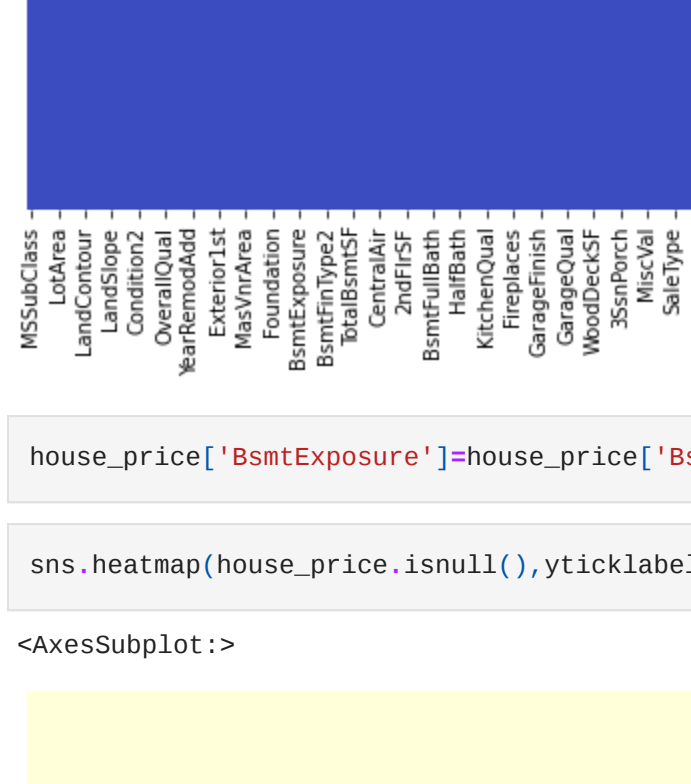 MSSubClass
LotArea
LandContour
LandSlope
Condition2
OverallQual
YearRemodAdd
Exterior1st
MasVnrArea
Foundation
BsmtExposure
BsmtFinType2
TotalBsmtSF
CentralAir
2ndFlrSF
BsmtFullBath
HalfBath
KitchenQual
Fireplaces
GarageFinish
GarageQual
WoodDeckSF
3SsnPorch
MiscVal
SaleType
house_price['BsmtExposure']=house_price['Bs
sns.heatmap(house_price.isnull(),yticklabel
<AxesSubplot:>